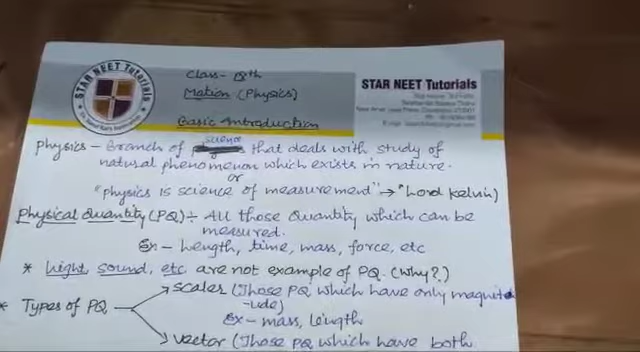 STAR NEET Tutorials
Class- 9th
Motion (Physics)
Basic Introduction
STAR NEET Tutorials
Physics - Branch of science that deals with study of
natural phenomenon which exists in nature.
or
"Physics is science of measurement" → "Lord Kelvin)
Physical Quantity (PQ) ÷ All those Quantity which can be
measured.
Ex - Length, time, mass, force, etc
* Light, sound, etc are not example of PQ. (Why?)
* Types of PQ → scaler (Those PQ which have only magnit
-ude)
Ex - mass, length
→ vector (Those PQ which have both